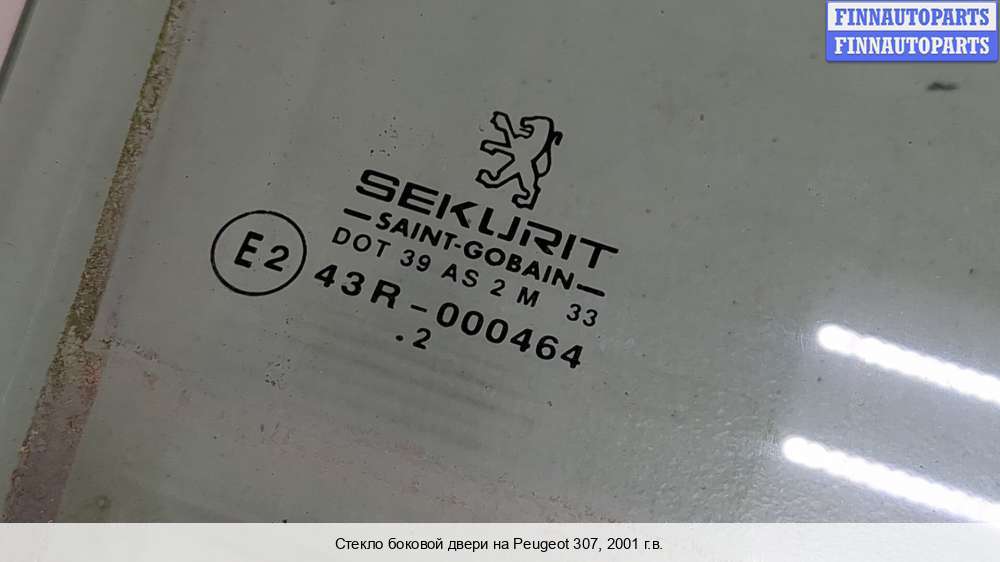 FINNAUTOPARTS
FINNAUTOPARTS
SEKURIT
SAINT-GOBAIN
DOT 39 AS 2 M 33
E2
43R-000464
.2
Стекло боковой двери на Peugeot 307, 2001 г.в.